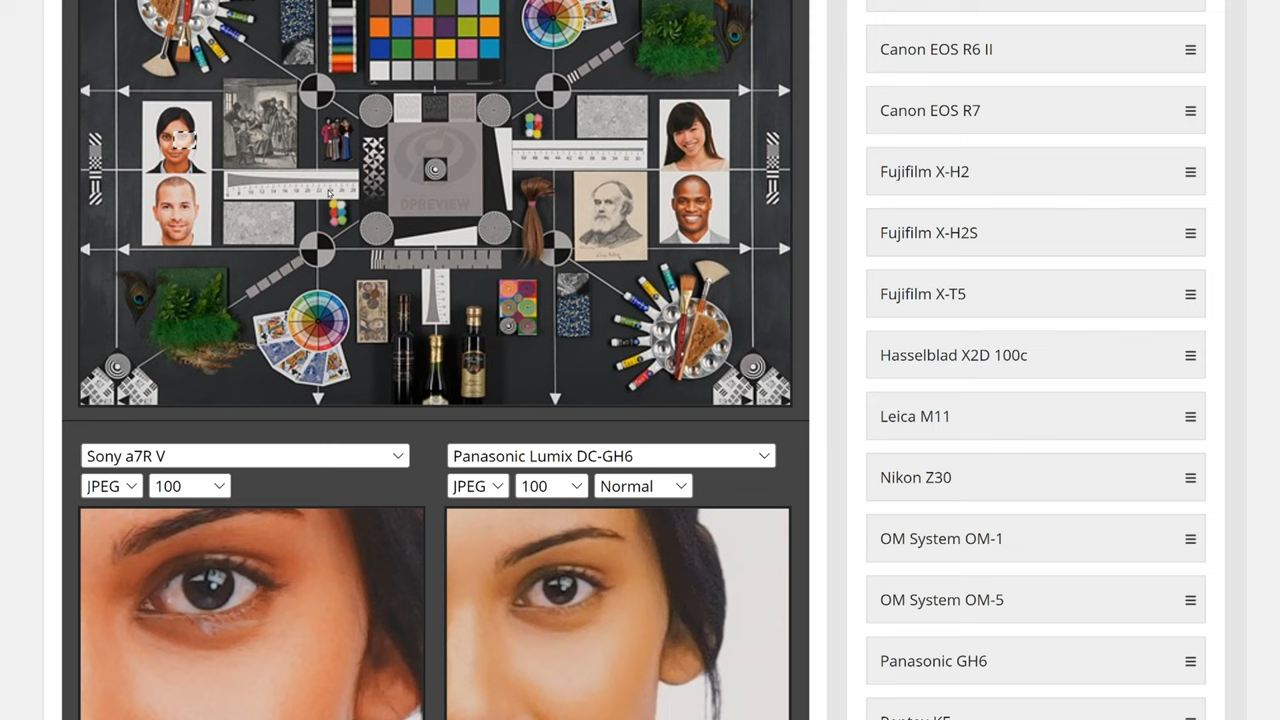 Canon EOS R6 II
Canon EOS R7
Fujifilm X-H2
DPREVIEW
Fujifilm X-H2S
Fujifilm X-T5
Hasselblad X2D 100c
Leica M11
Sony a7R V
Panasonic Lumix DC-GH6
JPEG
100
JPEG
100
Normal
Nikon Z30
OM System OM-1
OM System OM-5
Panasonic GH6